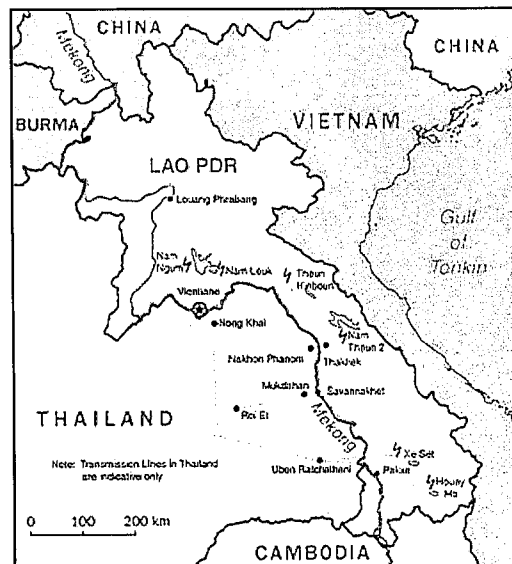 CHINA
CHINA
Mekong
BURMA
VIETNAM
LAO PDR
Louang Phrabang
Gulf
of
Tonkin
Nam
Ngum
Nam Leuk
Theun
Hinboun
Vientiane
Nong Khai
Nam
Theun 2
Nakhon Phanom
Thakhek
Mukdahan
Savannakhet
THAILAND
Roi Et
Mekong
Xe Set
Note: Transmission Lines in Thailand
are indicative only
Ubon Ratchathani
Pakse
Houay
Ho
0 100 200 km
CAMBODIA